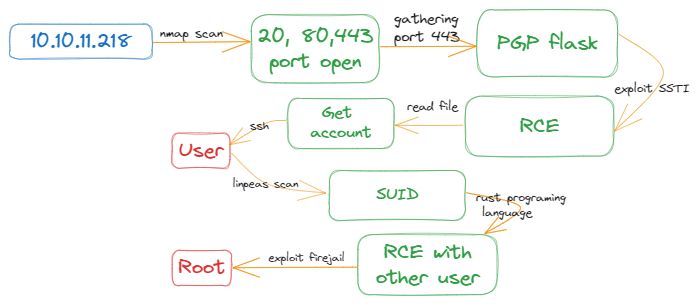 10.10.11.218
nmap scan
20, 80,443
port open
gathering
port 443
PGP flask
exploit SSTI
RCE
read file
Get
account
ssh
User
linpeas scan
SUID
rust programing
language
RCE with
other user
exploit firejail
Root